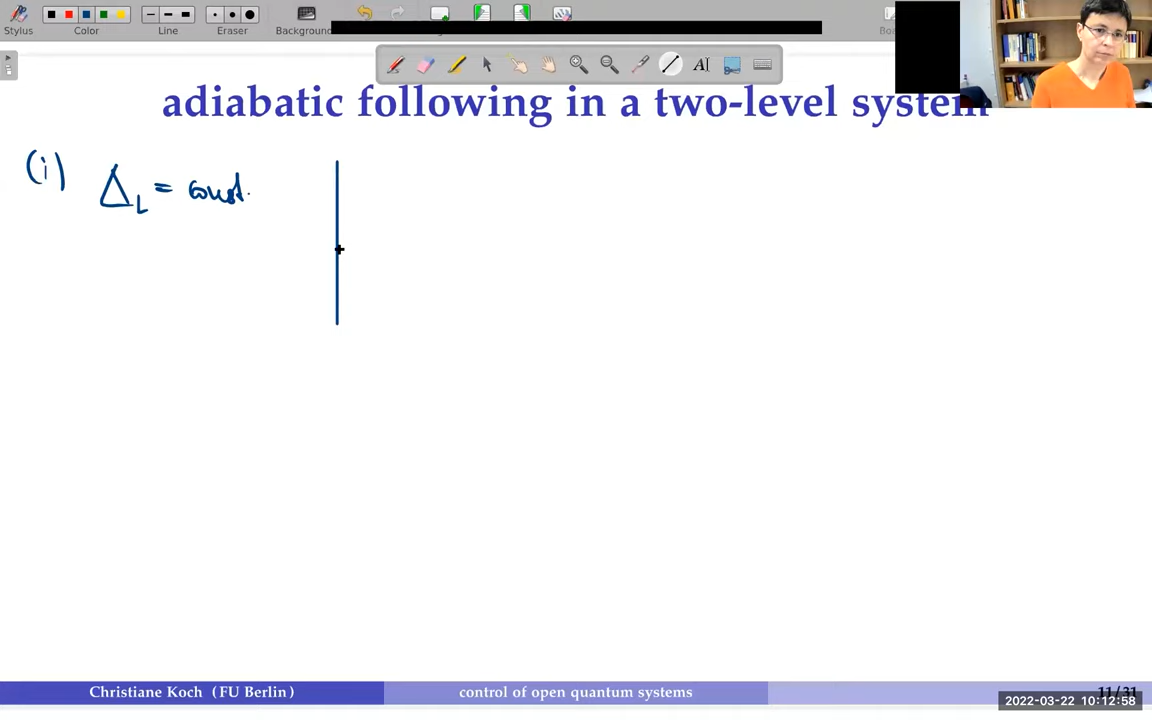 Stylus Color Line Eraser Background
adiabatic following in a two-level system
(i) Δ_L = const.
Christiane Koch (FU Berlin) control of open quantum systems 11/31
2022-03-22 10:12:58